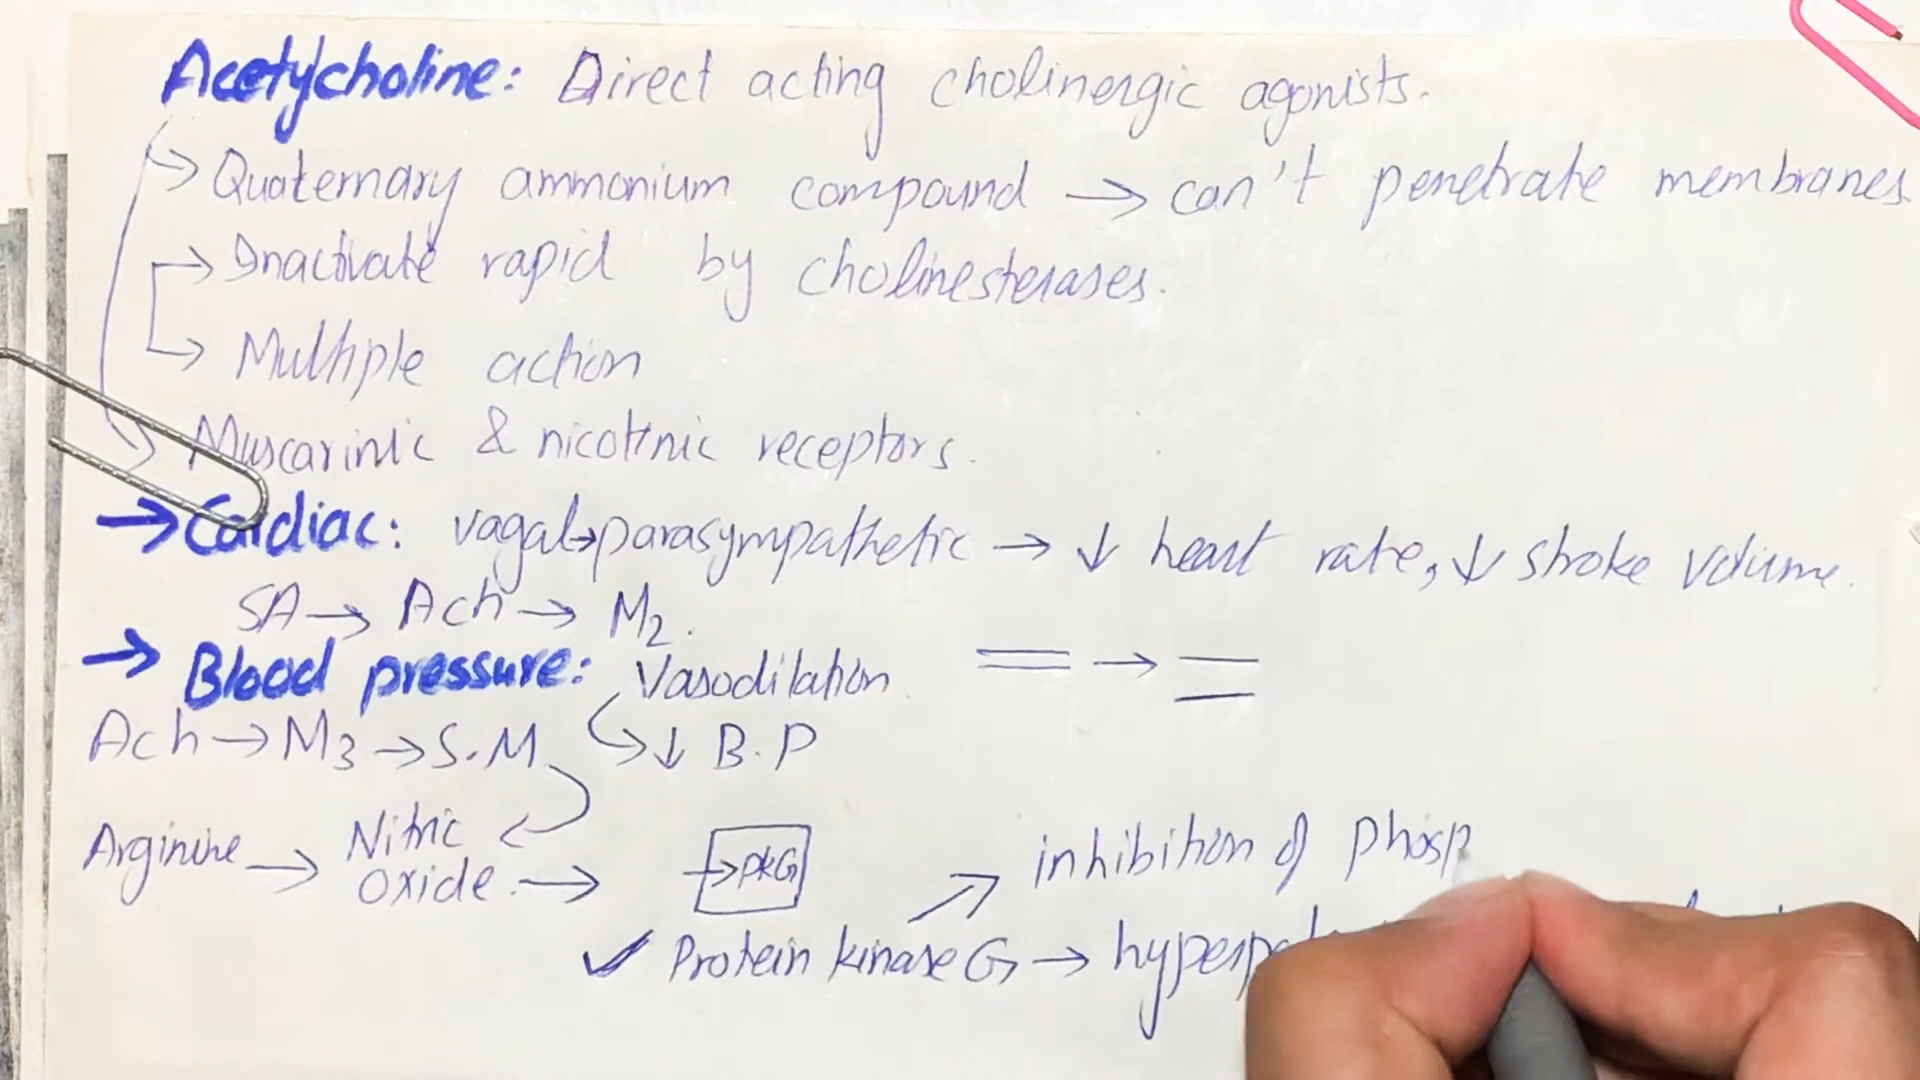 Acetylcholine: Direct acting cholinergic agonists.
→ Quaternary ammonium compound → can't penetrate membranes.
→ Inactivate rapid by cholinesterases.
→ Multiple action
→ Muscarinic & nicotinic receptors.
→ Cardiac: vagal→parasympathetic → ↓ heart rate, ↓ stroke volume.
SA → Ach → M2.
→ Blood pressure: Vasodilation →
Ach → M3 → S.M ↓ B.P
Arginine → Nitric oxide. → → PKG inhibition of phosp
✓ Protein kinase G →